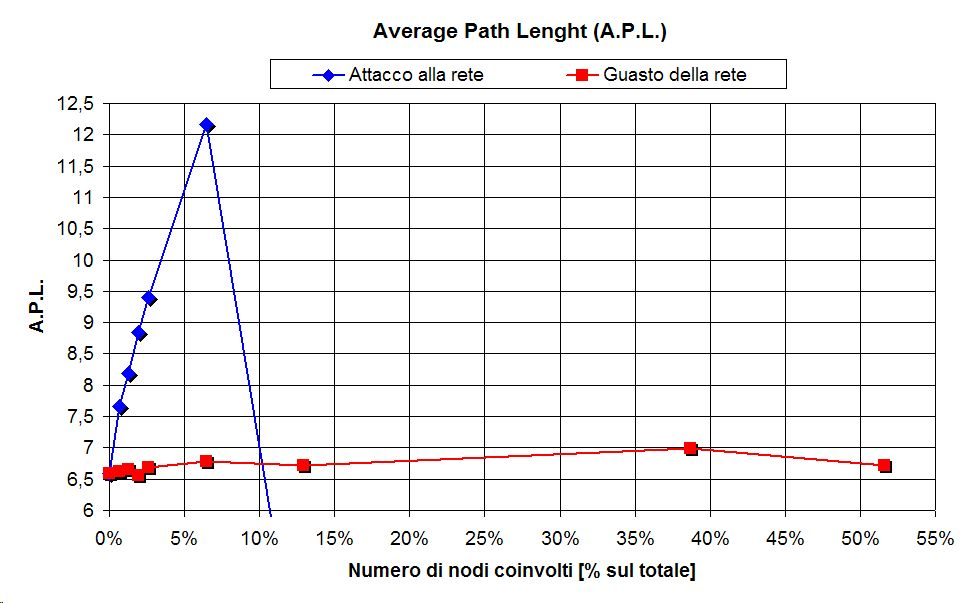 Average Path Lenght (A.P.L.)
Attacco alla rete
Guasto della rete
12,5
12
11,5
11
10,5
10
9,5
9
8,5
8
7,5
7
6,5
6
A.P.L.
0% 5% 10% 15% 20% 25% 30% 35% 40% 45% 50% 55%
Numero di nodi coinvolti [% sul totale]